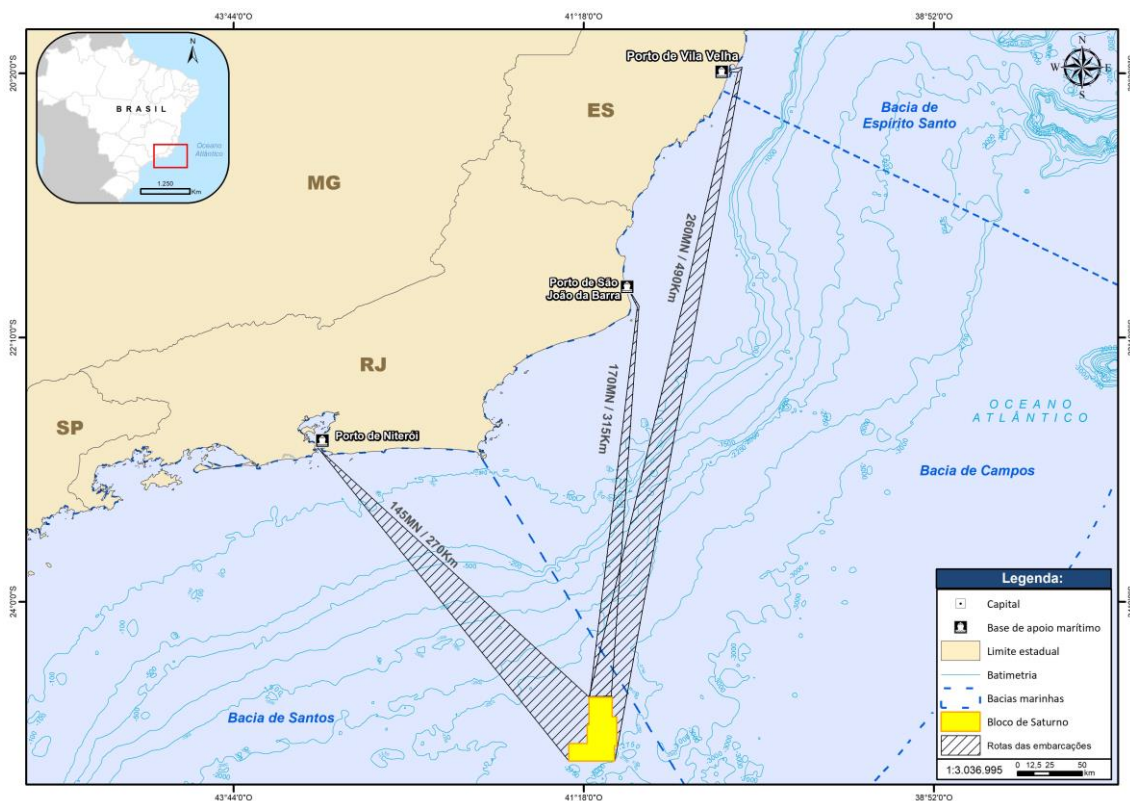 43°44'0"O
41°18'0"O
38°52'0"O
N
BRASIL
Oceano
Atlântico
1.250
Km
Porto de Vila Velha
N
W
E
S
20°20'0"S
ES
Bacia de
Espírito Santo
MG
260MN / 490Km
Porto de São
João da Barra
22°10'0"S
RJ
170MN / 315Km
OCEANO
ATLÂNTICO
SP
Porto de Niterói
Bacia de Campos
145MN / 270Km
24°0'0"S
Bacia de Santos
Legenda:
Capital
Base de apoio marítimo
Limite estadual
Batimetria
Bacias marinhas
Bloco de Saturno
Rotas das embarcações
1:3.036.995
0 12,5 25 50
km
43°44'0"O
41°18'0"O
38°52'0"O